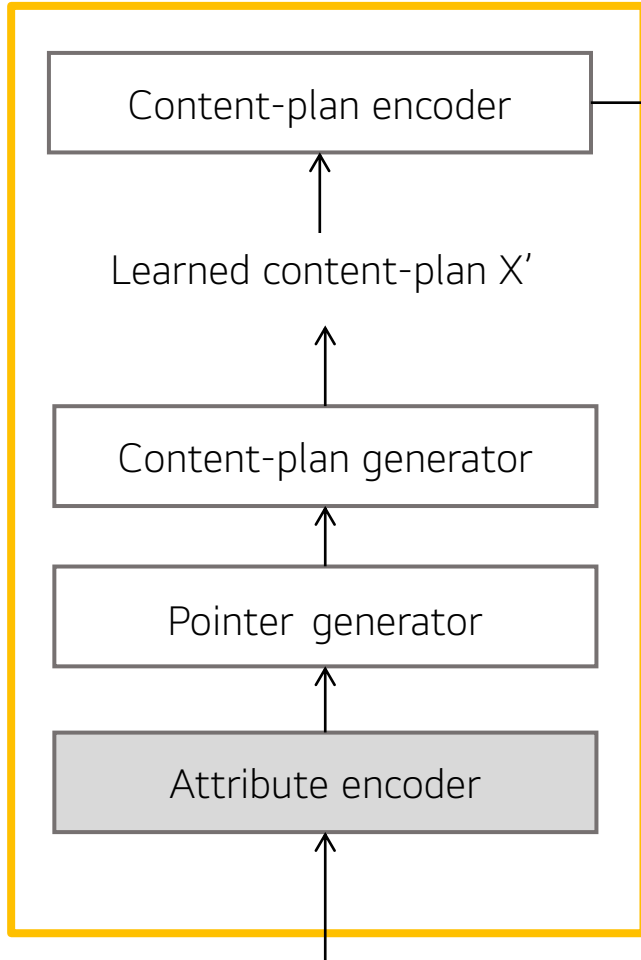 Content-plan encoder
Learned content-plan X’
Content-plan generator
Pointer generator
Attribute encoder